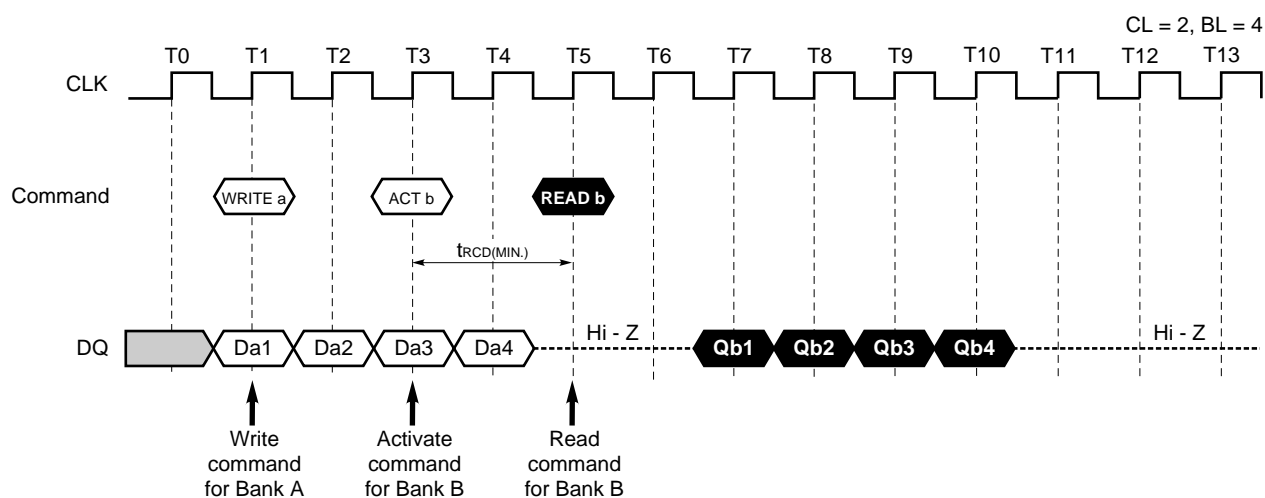 CL = 2, BL = 4
T0 T1 T2 T3 T4 T5 T6 T7 T8 T9 T10 T11 T12 T13
CLK
Command WRITE a ACT b READ b
tRCD(MIN.)
Hi - Z Hi - Z
DQ Da1 Da2 Da3 Da4 Qb1 Qb2 Qb3 Qb4
Write
command
for Bank A
Activate
command
for Bank B
Read
command
for Bank B